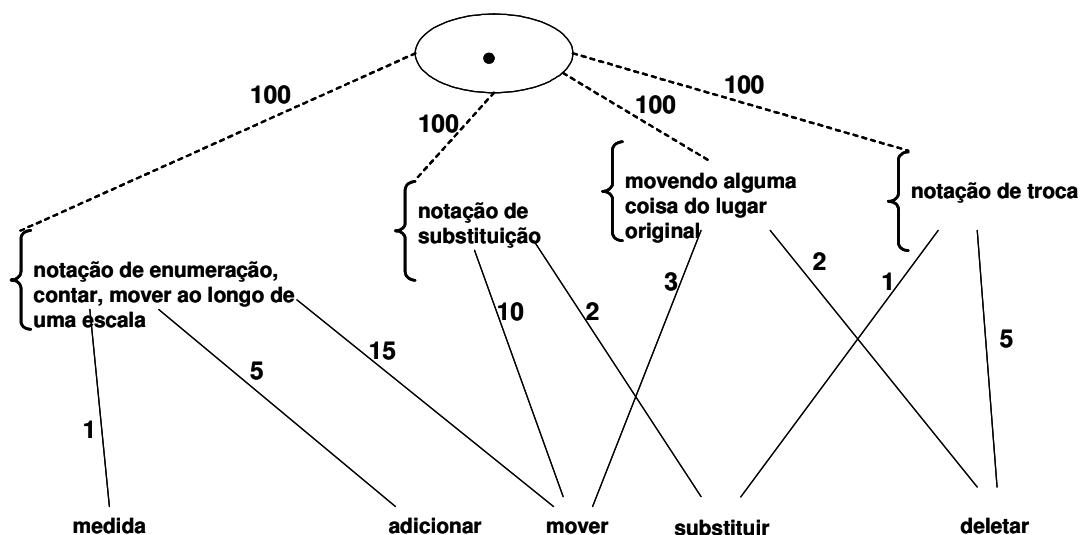 100
100
100
100
movendo alguma
coisa do lugar
original
notação de troca
notação de
substituição
notação de enumeração,
contar, mover ao longo de
uma escala
2
3
1
10
2
5
15
5
1
medida
adicionar
mover
substituir
deletar